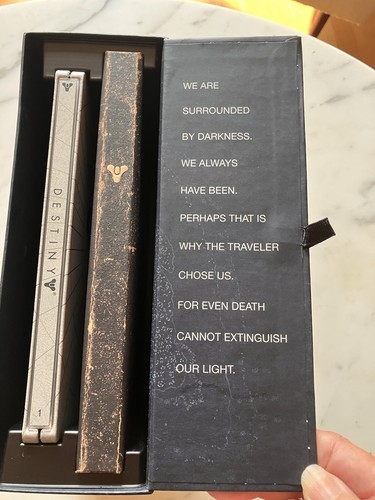 DESTINY
1
WE ARE
SURROUNDED
BY DARKNESS.
WE ALWAYS
HAVE BEEN.
PERHAPS THAT IS
WHY THE TRAVELER
CHOSE US.
FOR EVEN DEATH
CANNOT EXTINGUISH
OUR LIGHT.